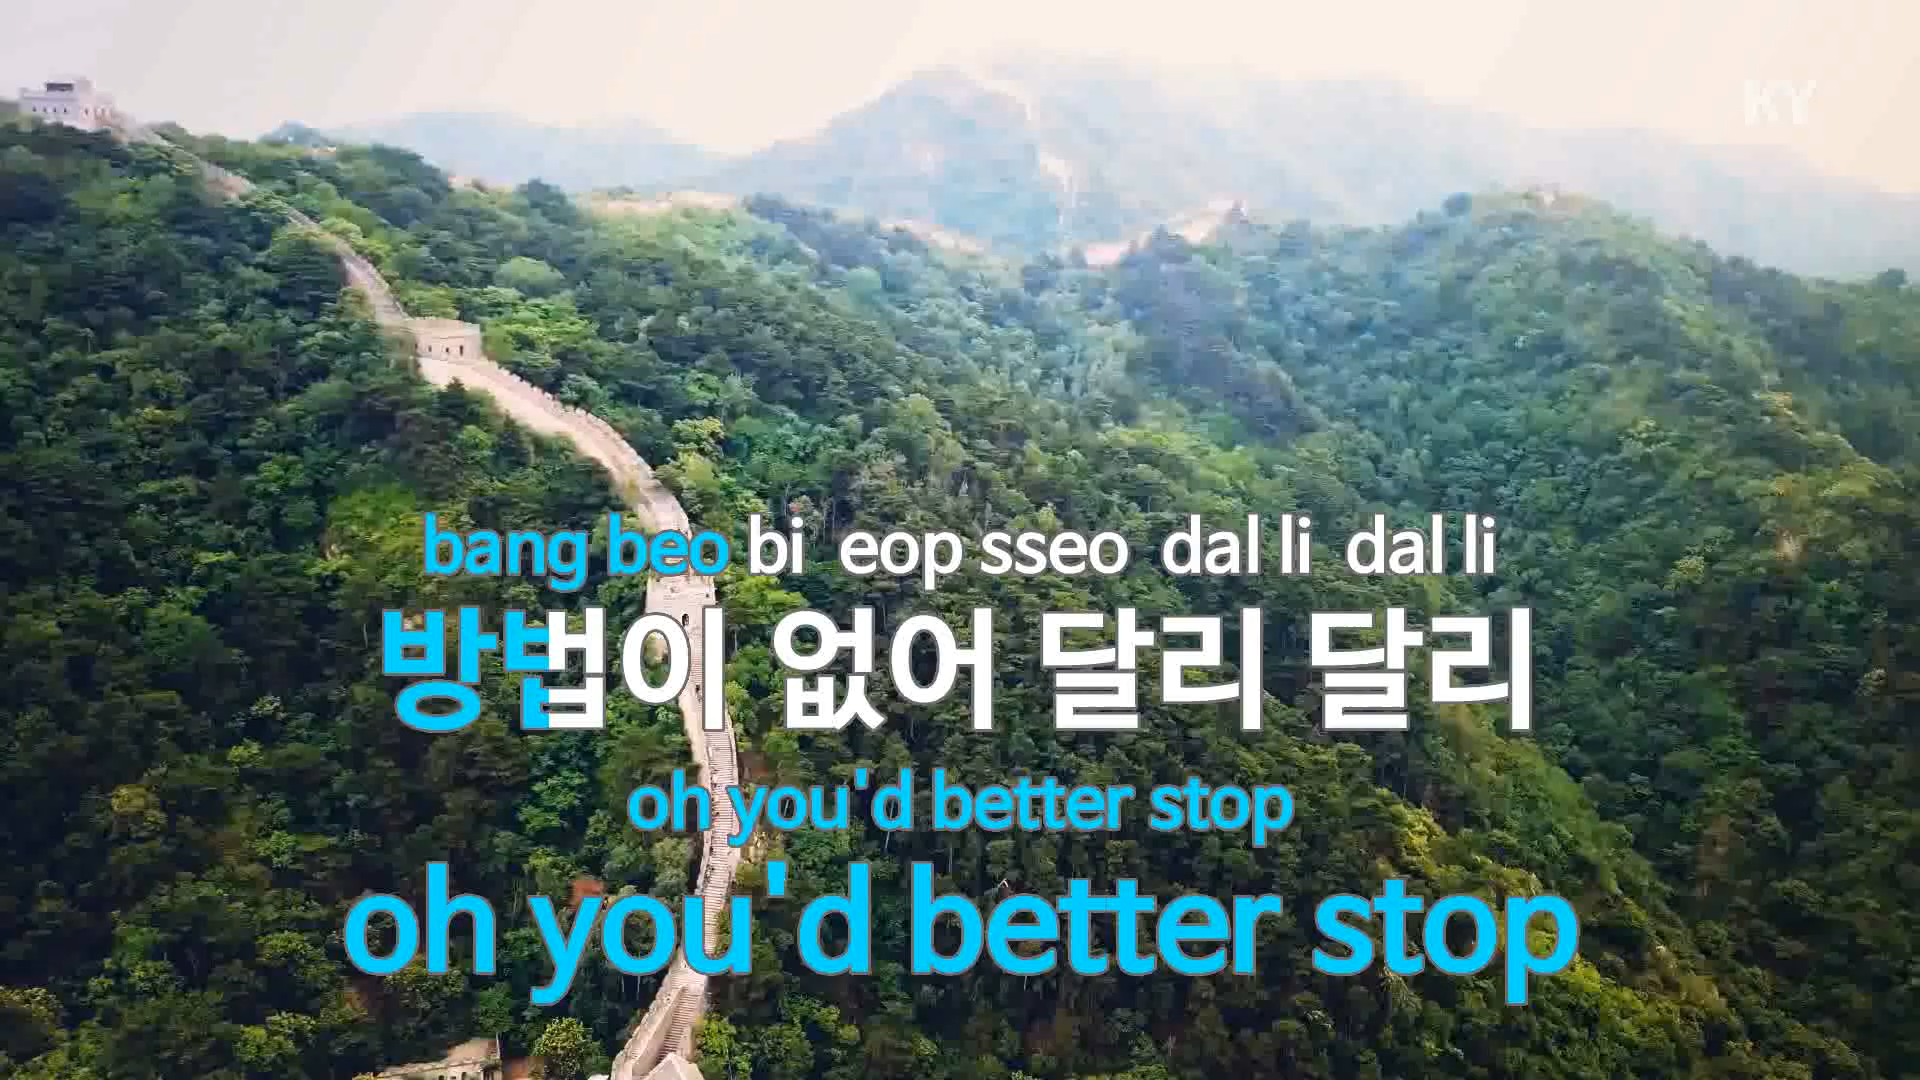 KY
bang beo bi eop sseo dal li dal li
방법이 없어 달리 달리
oh you'd better stop
oh you'd better stop